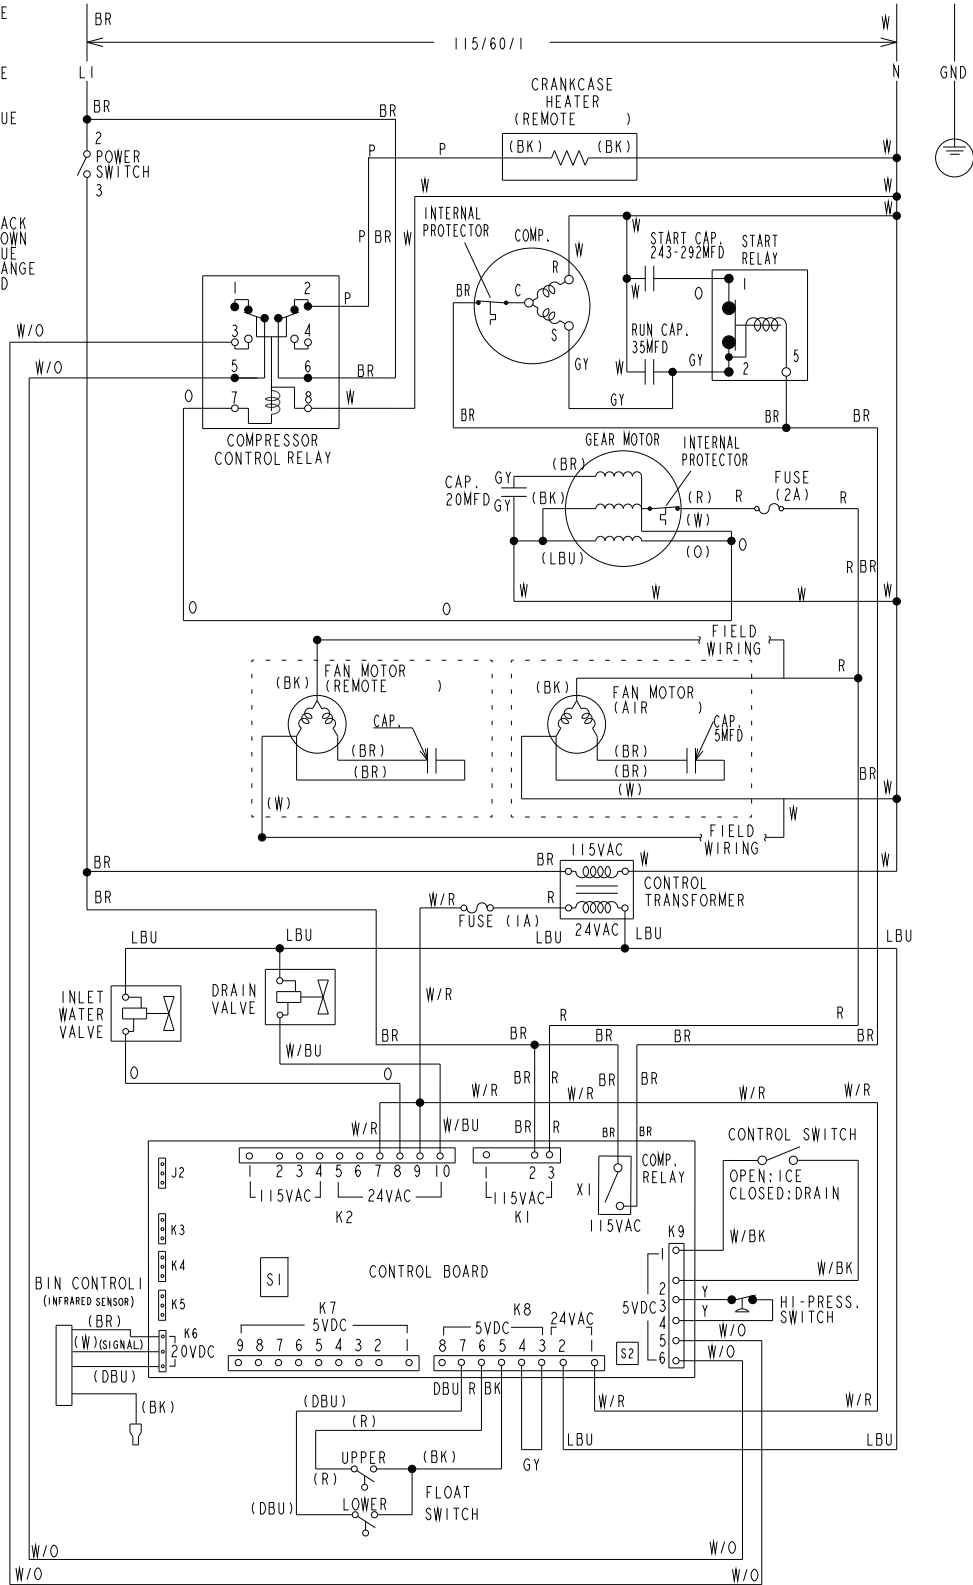 E
BR
W
115/60/1
E
L1
N
GND
BR
BR
CRANKCASE
HEATER
(REMOTE )
UE
2
POWER
SWITCH
3
P
P
(BK)
(BK)
W
W
W
W
INTERNAL
PROTECTOR
COMP.
W
START CAP.
243-292MFD
START
RELAY
ACK
OWN
UE
ANGE
D
P
BR
W
W
R
C
S
BR
W
O
1
1
2
P
3
4
W/O
RUN CAP.
35MFD
GY
2
5
W
GY
W/O
5
6
BR
O
7
8
W
GY
BR
BR
BR
COMPRESSOR
CONTROL RELAY
GEAR MOTOR
INTERNAL
PROTECTOR
CAP.
20MFD
GY
GY
(BR)
(BK)
(LBU)
(R)
(W)
(O)
R
FUSE
(2A)
R
O
R
BR
W
W
W
W
O
O
FIELD
WIRING
R
(BK)
FAN MOTOR
(REMOTE )
(BK)
FAN MOTOR
(AIR )
CAP.
CAP.
5MFD
(BR)
(BR)
(BR)
(BR)
(W)
(W)
BR
W
W
FIELD
WIRING
BR
BR
115VAC
W
W
BR
W/R
FUSE (1A)
R
CONTROL
TRANSFORMER
24VAC
LBU
LBU
LBU
LBU
LBU
INLET
WATER
VALVE
DRAIN
VALVE
W/R
R
R
BR
BR
BR
BR
W/BU
O
O
BR
R
BR
BR
W/R
W/R
W/R
W/R
W/R
W/BU
BR
R
BR
BR
CONTROL SWITCH
OPEN:ICE
CLOSED:DRAIN
J2
1
2
3
4
5
6
7
8
9
10
115VAC
24VAC
K2
1
2
3
115VAC
K1
X1
COMP.
RELAY
115VAC
K3
K4
K5
S1
CONTROL BOARD
K9
1
2
3
4
5
6
5VDC
W/BK
W/BK
Y
Y
HI-PRESS.
SWITCH
W/O
W/O
BIN CONTROL1
(INFRARED SENSOR)
(BR)
(W)(SIGNAL)
(DBU)
(BK)
K6
20VDC
K7
5VDC
9
8
7
6
5
4
3
2
1
K8
5VDC
24VAC
8
7
6
5
4
3
2
1
S2
DBU
R
BK
(DBU)
(R)
W/R
W/R
UPPER
(BK)
(R)
GY
LBU
LBU
FLOAT
SWITCH
(DBU)
LOWER
W/O
W/O
W/O
W/O